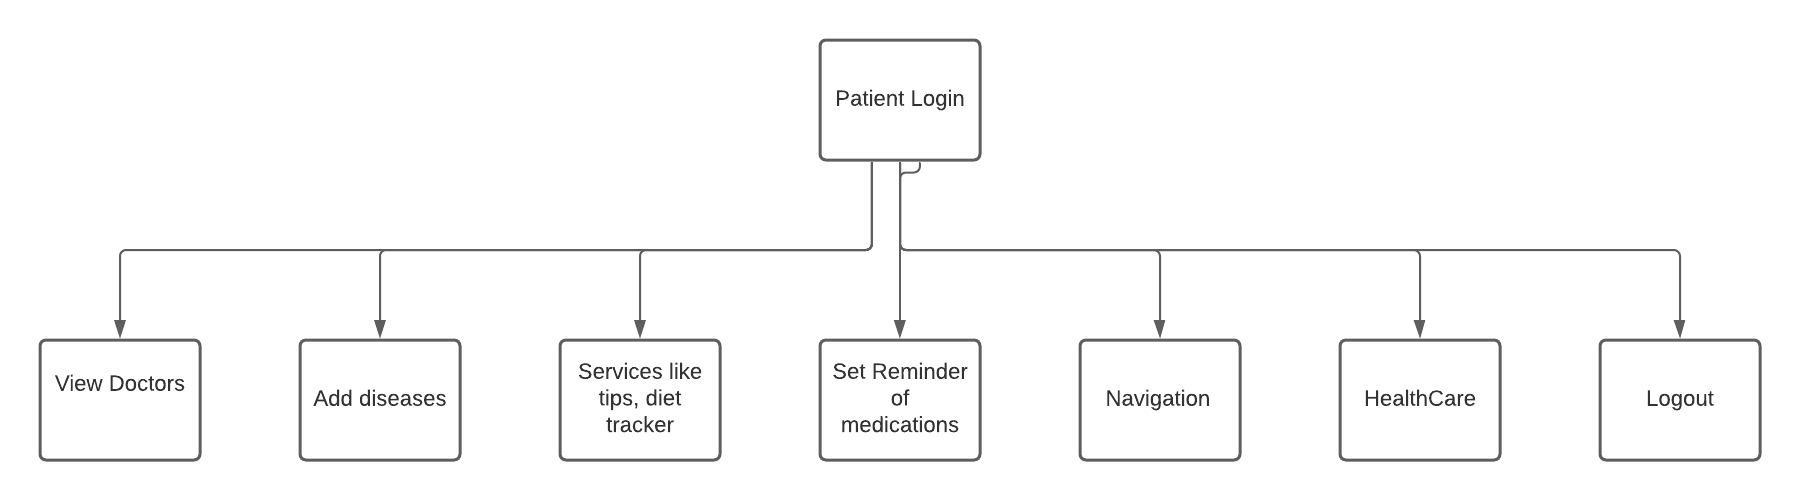 Patient Login
View Doctors
Add diseases
Services like
tips, diet
tracker
Set Reminder
of
medications
Navigation
HealthCare
Logout